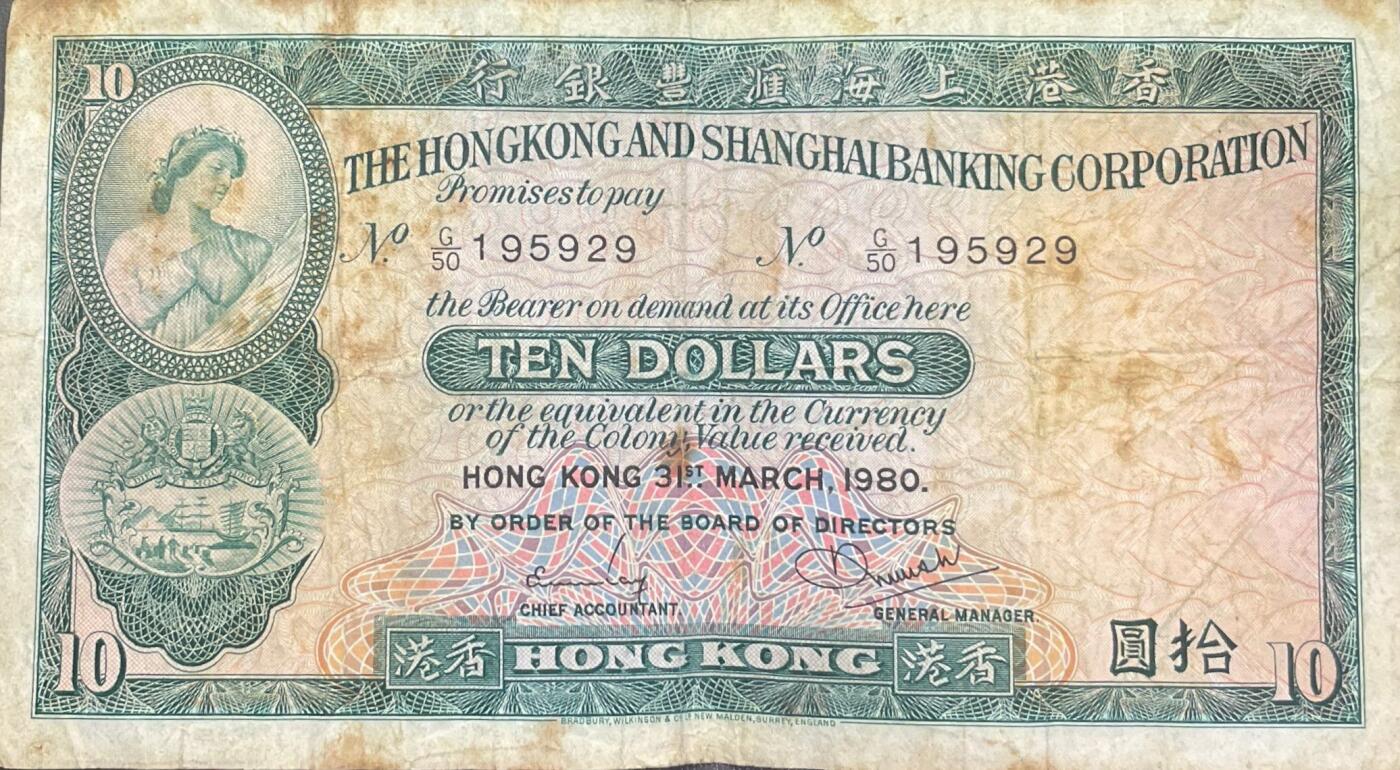 10
行銀豐滙海上港香
THE HONGKONG AND SHANGHAI BANKING CORPORATION
Promises to pay
No. G/50 195929 No. G/50 195929
the Bearer on demand at its Office here
TEN DOLLARS
or the equivalent in the Currency
of the Colony, Value received.
HONG KONG 31ST MARCH, 1980.
BY ORDER OF THE BOARD OF DIRECTORS
CHIEF ACCOUNTANT. GENERAL MANAGER.
10 港香 HONG KONG 港香 圓拾 10
BRADBURY, WILKINSON & Co. Ld NEW MALDEN, SURREY, ENGLAND